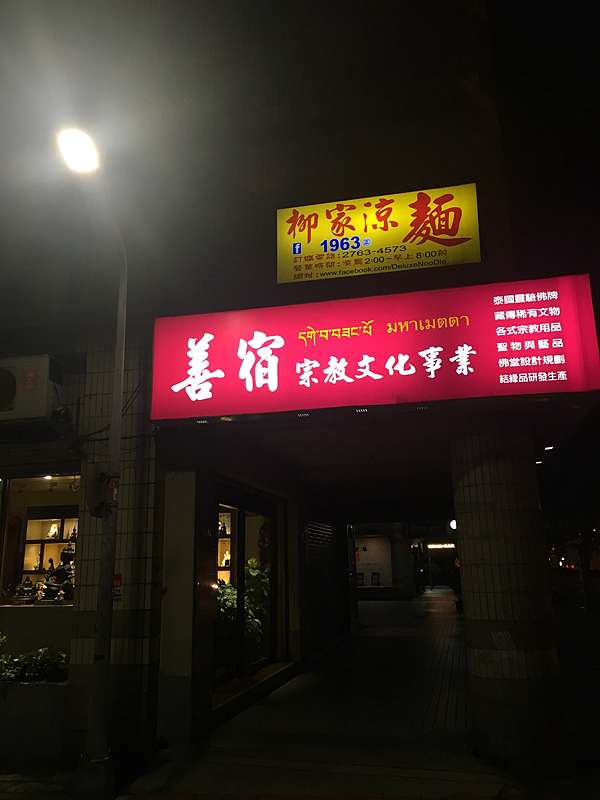 柳家涼麵
1963
訂購電話:2763-4573
營業時間:凌晨2:00~早上8:00前
網址:www.facebook.com/DeluxeNooDle
善宿
དགེ་བ་བཟང་པོ มหาเมตตา
宗教文化事業
泰國靈驗佛牌
藏傳稀有文物
各式宗教用品
聖物與藝品
佛堂設計規劃
結緣品研發生產